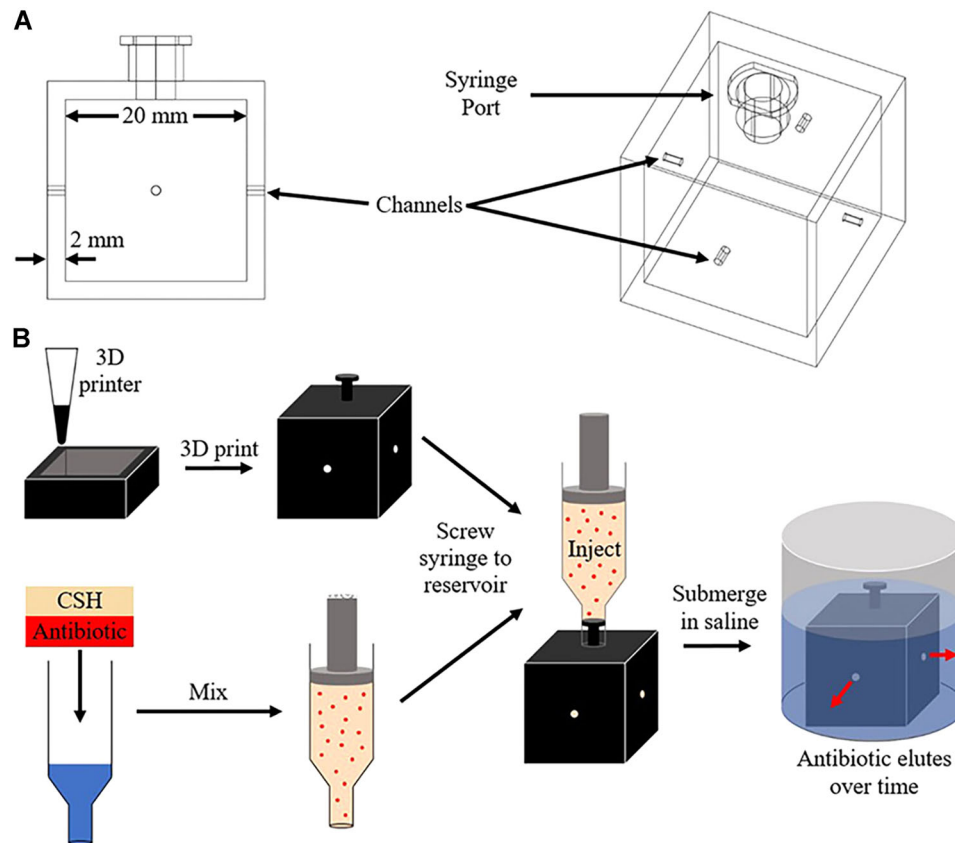 A
20 mm
2 mm
Syringe
Port
Channels
B
3D
printer
3D print
CSH
Antibiotic
Mix
Screw
syringe to
reservoir
Inject
Submerge
in saline
Antibiotic elutes
over time